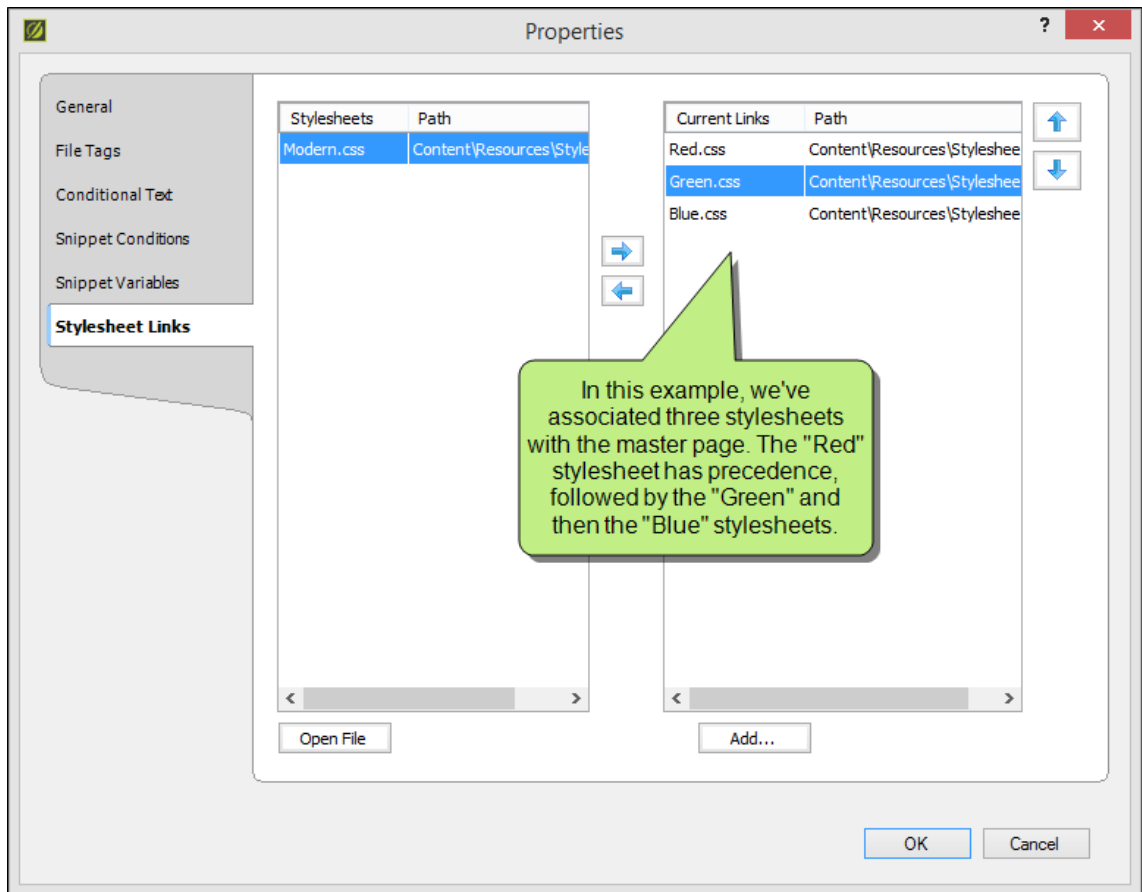 Properties
?
General
File Tags
Conditional Text
Snippet Conditions
Snippet Variables
Stylesheet Links
Stylesheets Path
Modern.css Content\Resources\Style
Current Links Path
Red.css Content\Resources\Styleshee
Green.css Content\Resources\Styleshee
Blue.css Content\Resources\Styleshee
In this example, we've
associated three stylesheets
with the master page. The "Red"
stylesheet has precedence,
followed by the "Green" and
then the "Blue" stylesheets.
Open File
Add...
OK
Cancel